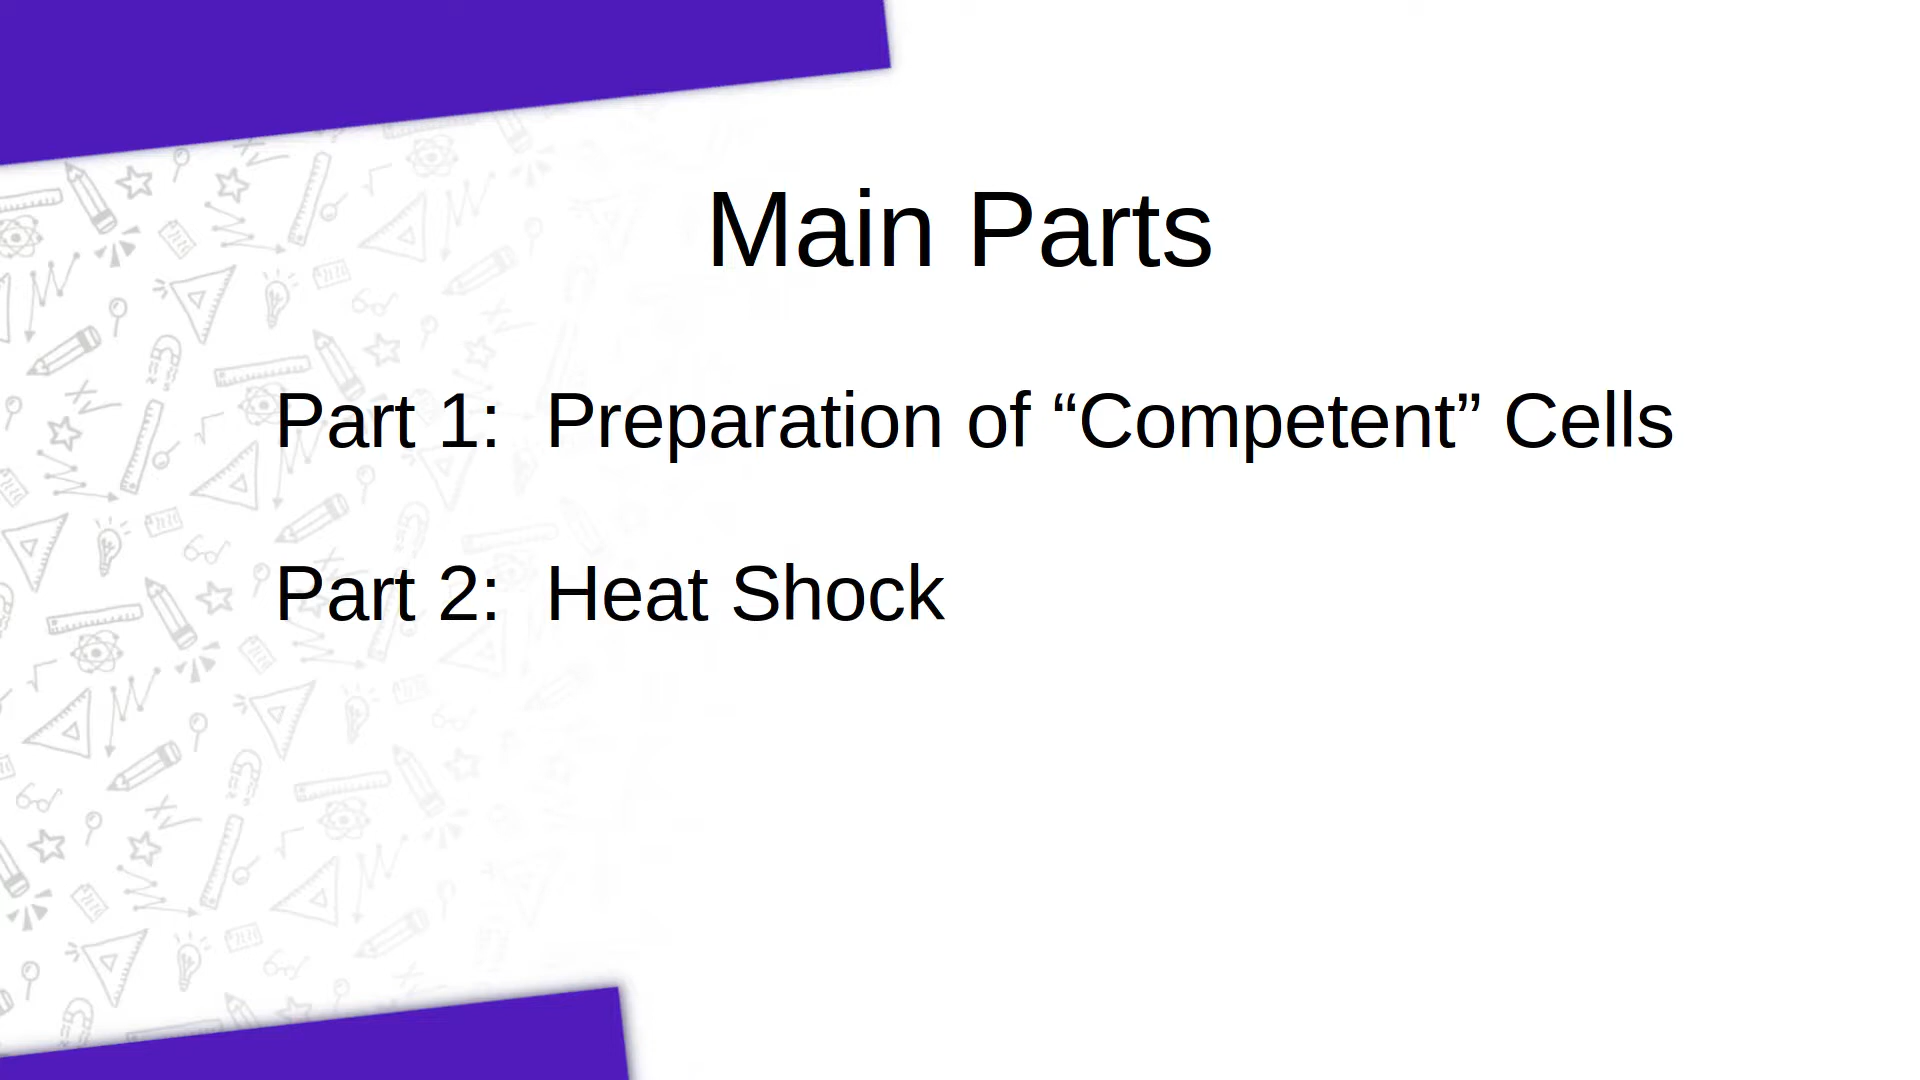 Main Parts
Part 1:  Preparation of “Competent” Cells
Part 2:  Heat Shock